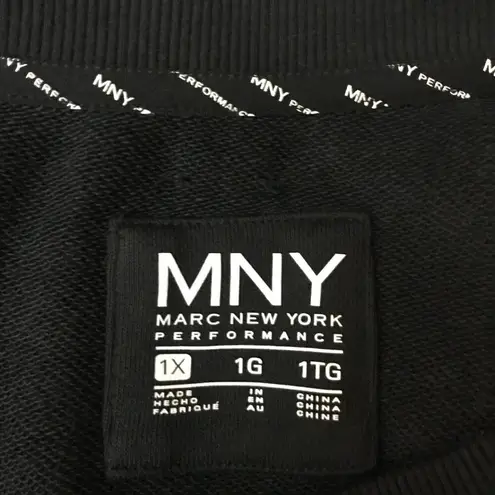 MNY PERFORMANCE MNY PERFORMANCE MNY PERFORMANCE
MNY
MARC NEW YORK
PERFORMANCE
1X 1G 1TG
MADE IN CHINA
HECHO EN CHINA
FABRIQUÉ AU CHINE